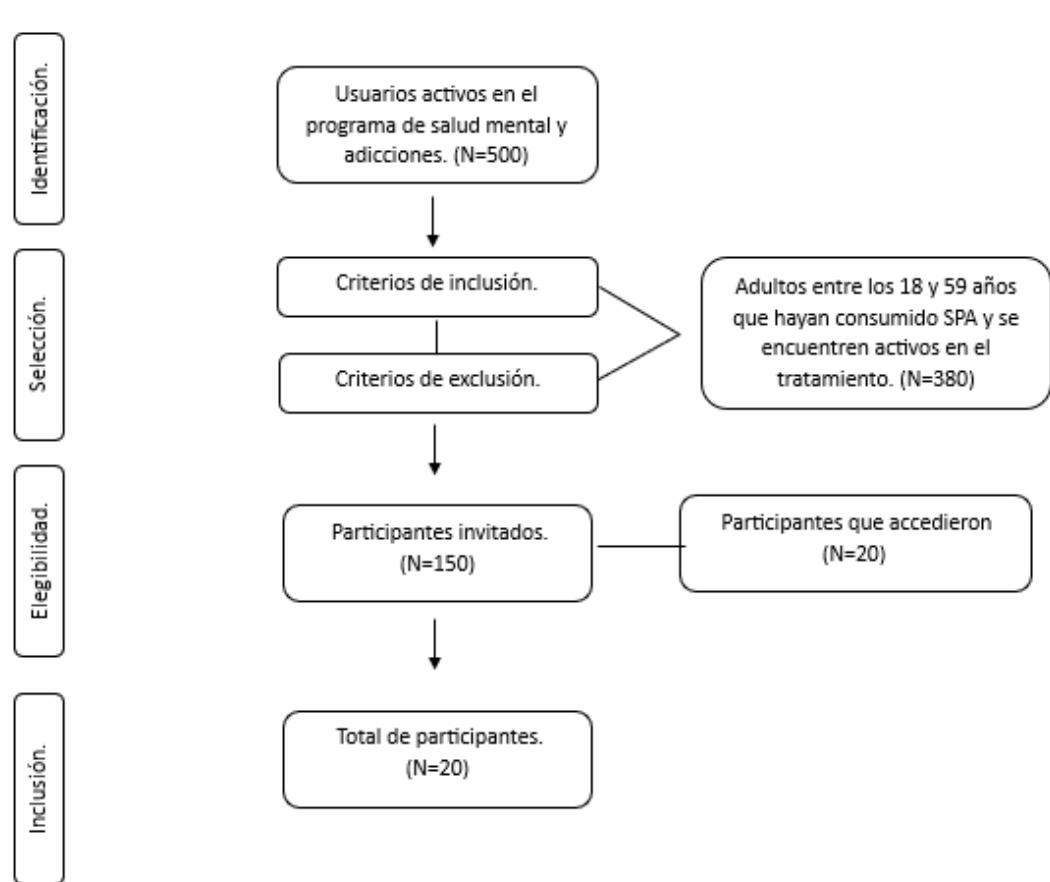 Identificación.
Usuarios activos en el
programa de salud mental y
adicciones. (N=500)
Selección.
Criterios de inclusión.
Criterios de exclusión.
Adultos entre los 18 y 59 años
que hayan consumido SPA y se
encuentren activos en el
tratamiento. (N=380)
Elegibilidad.
Participantes invitados.
(N=150)
Participantes que accedieron
(N=20)
Inclusión.
Total de participantes.
(N=20)